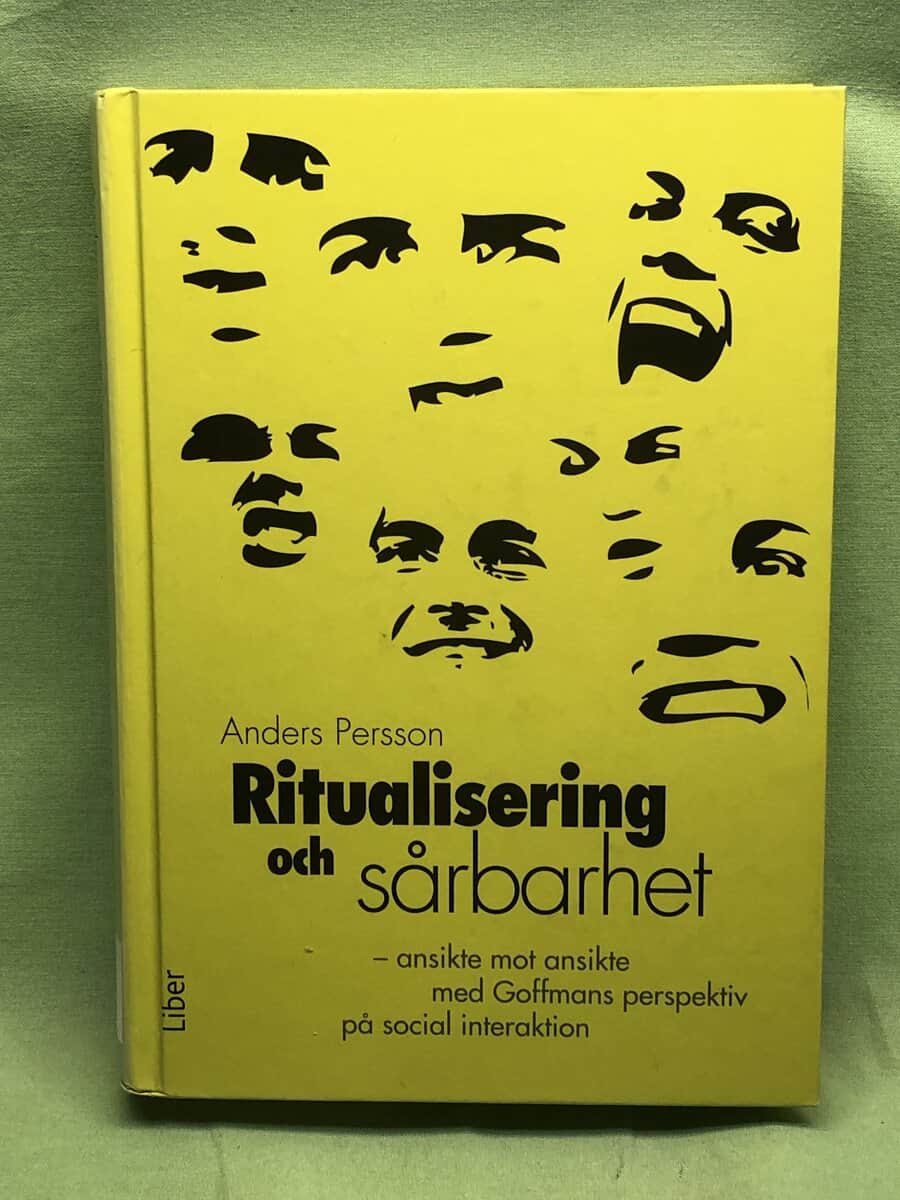 Anders Persson
Ritualisering
och sårbarhet
– ansikte mot ansikte
med Goffmans perspektiv
på social interaktion
Liber